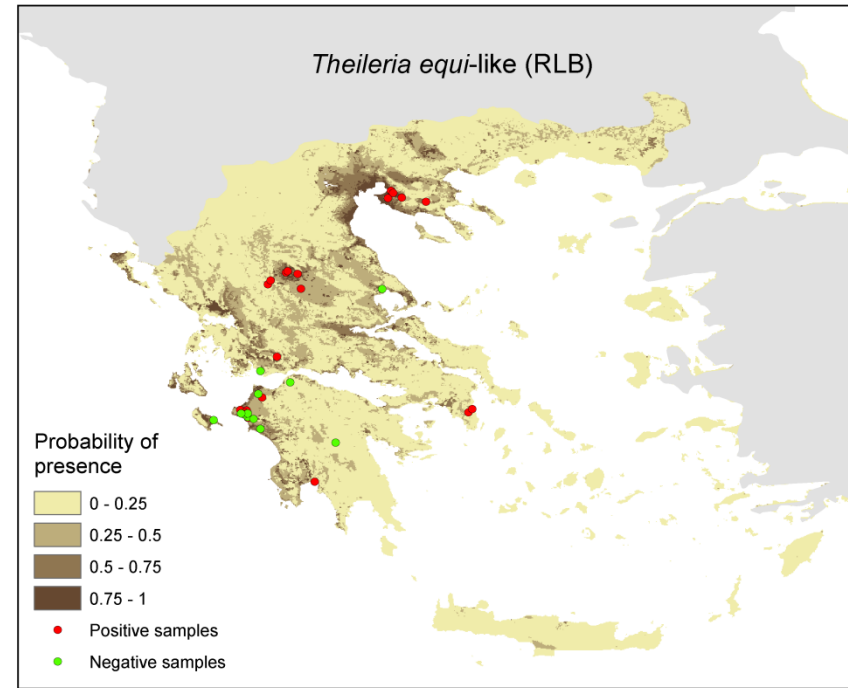 Theileria equi-like (RLB)
Probability of
presence
0 - 0.25
0.25 - 0.5
0.5 - 0.75
0.75 - 1
Positive samples
Negative samples